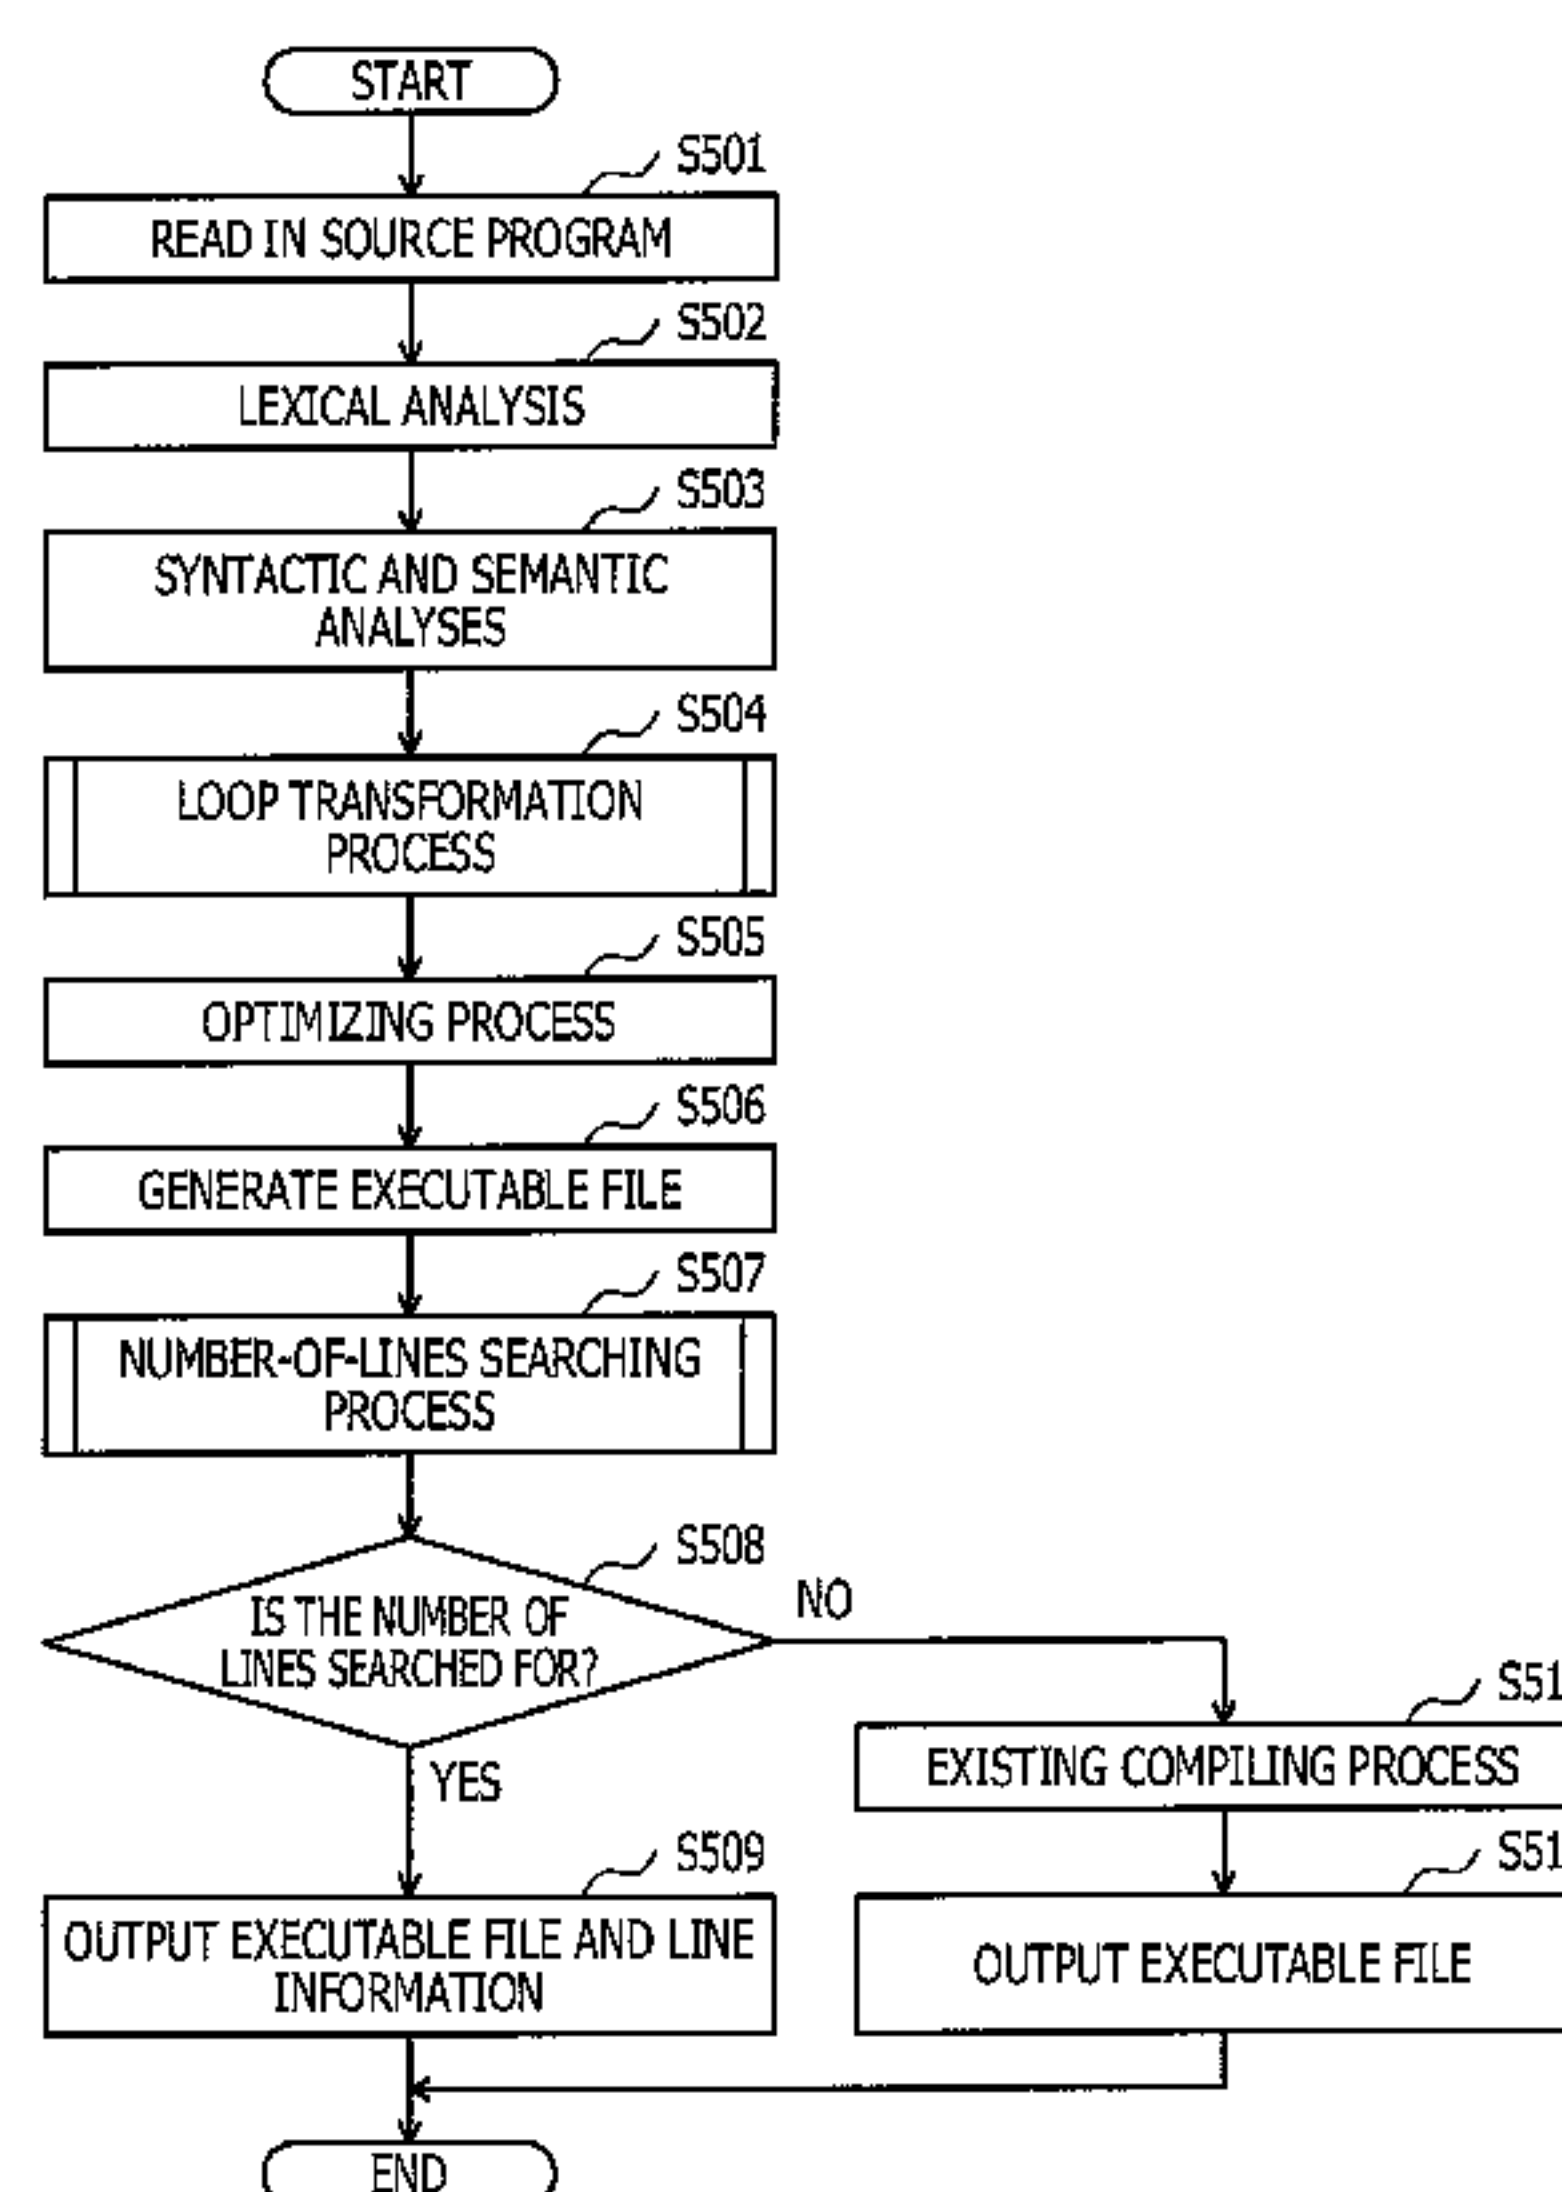 START
S501
READ IN SOURCE PROGRAM
S502
LEXICAL ANALYSIS
S503
SYNTACTIC AND SEMANTIC
ANALYSES
S504
LOOP TRANSFORMATION
PROCESS
S505
OPTIMIZING PROCESS
S506
GENERATE EXECUTABLE FILE
S507
NUMBER-OF-LINES SEARCHING
PROCESS
S508
IS THE NUMBER OF
LINES SEARCHED FOR?
NO
YES
EXISTING COMPILING PROCESS
S509
OUTPUT EXECUTABLE FILE AND LINE
INFORMATION
OUTPUT EXECUTABLE FILE
END